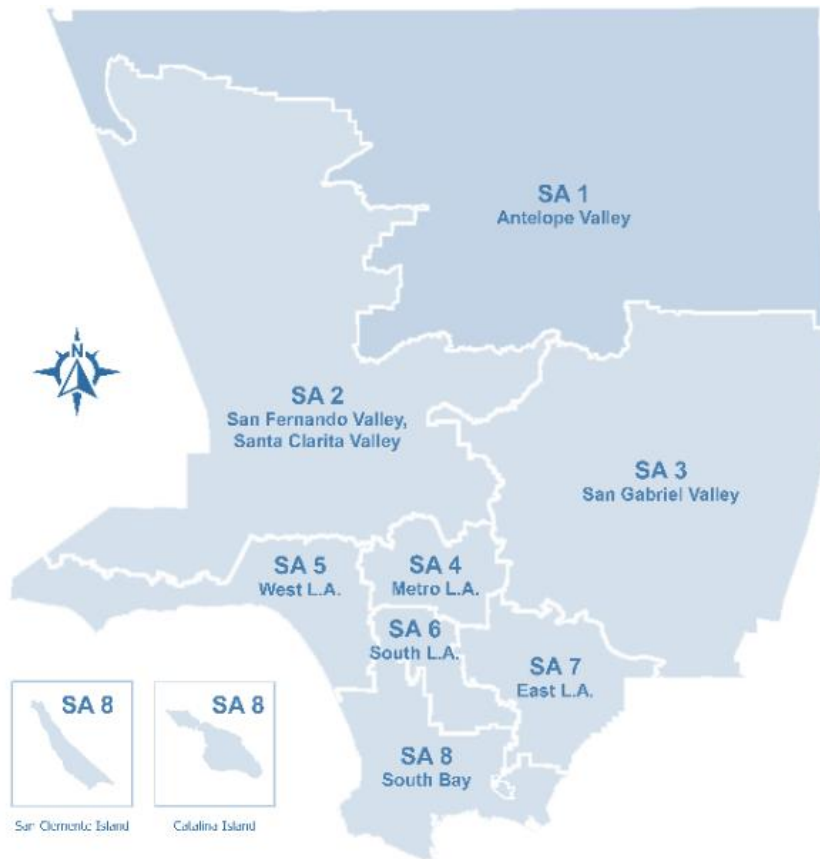 SA 1
Antelope Valley
N
SA 2
San Fernando Valley,
Santa Clarita Valley
SA 3
San Gabriel Valley
SA 5
West L.A.
SA 4
Metro L.A.
SA 6
South L.A.
SA 7
East L.A.
SA 8
SA 8
SA 8
South Bay
San Clemente Island
Catalina Island